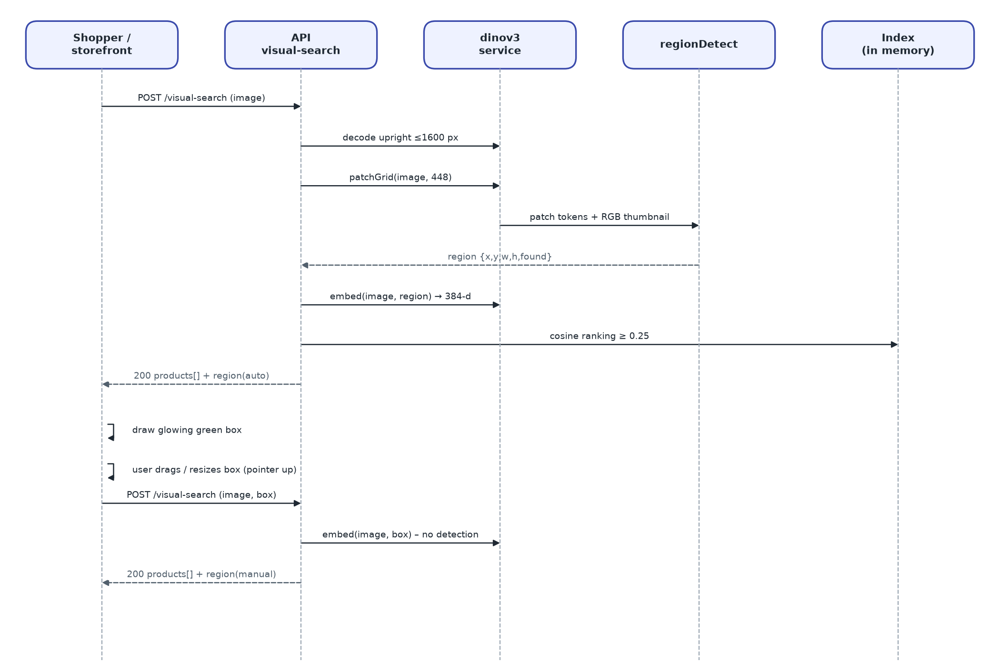 Shopper /
storefront
API
visual-search
dinov3
service
regionDetect
Index
(in memory)
POST /visual-search (image)
decode upright ≤1600 px
patchGrid(image, 448)
patch tokens + RGB thumbnail
region {x,y,w,h,found}
embed(image, region) → 384-d
cosine ranking ≥ 0.25
200 products[] + region(auto)
draw glowing green box
user drags / resizes box (pointer up)
POST /visual-search (image, box)
embed(image, box) – no detection
200 products[] + region(manual)